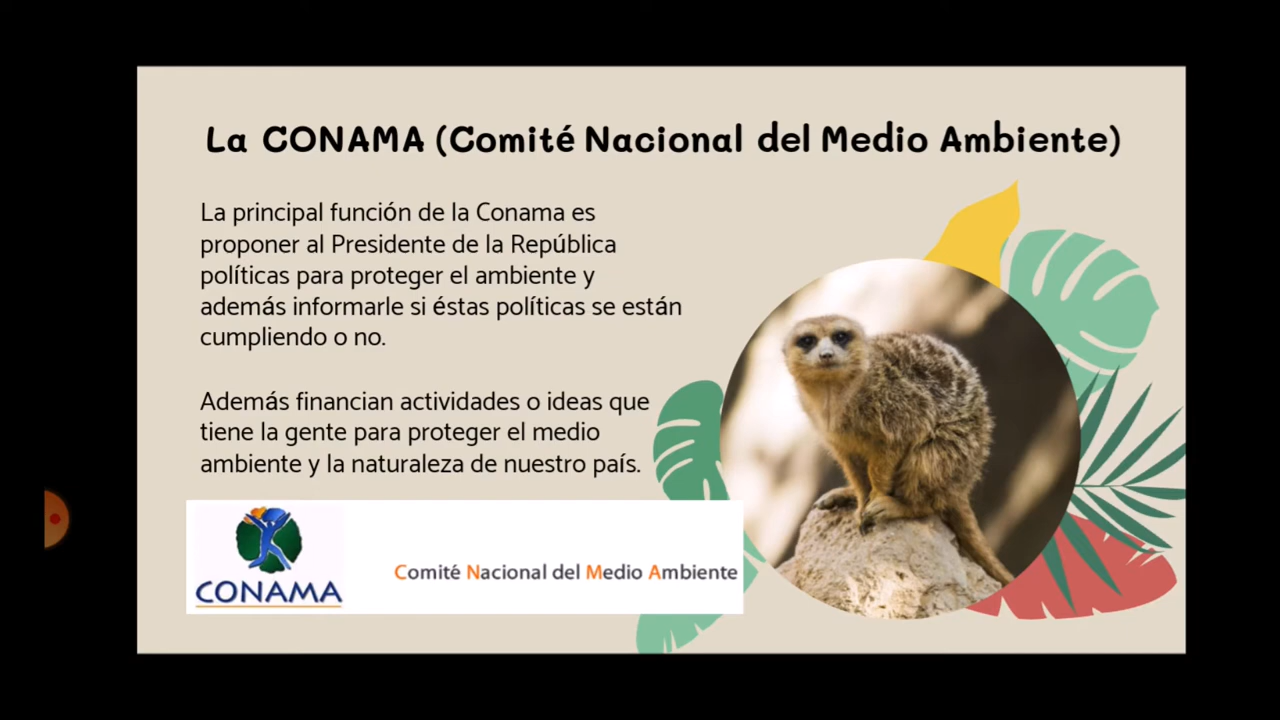 La CONAMA (Comité Nacional del Medio Ambiente)
La principal función de la Conama es
proponer al Presidente de la República
políticas para proteger el ambiente y
además informarle si éstas políticas se están
cumpliendo o no.
Además financian actividades o ideas que
tiene la gente para proteger el medio
ambiente y la naturaleza de nuestro país.
CONAMA
Comité Nacional del Medio Ambiente